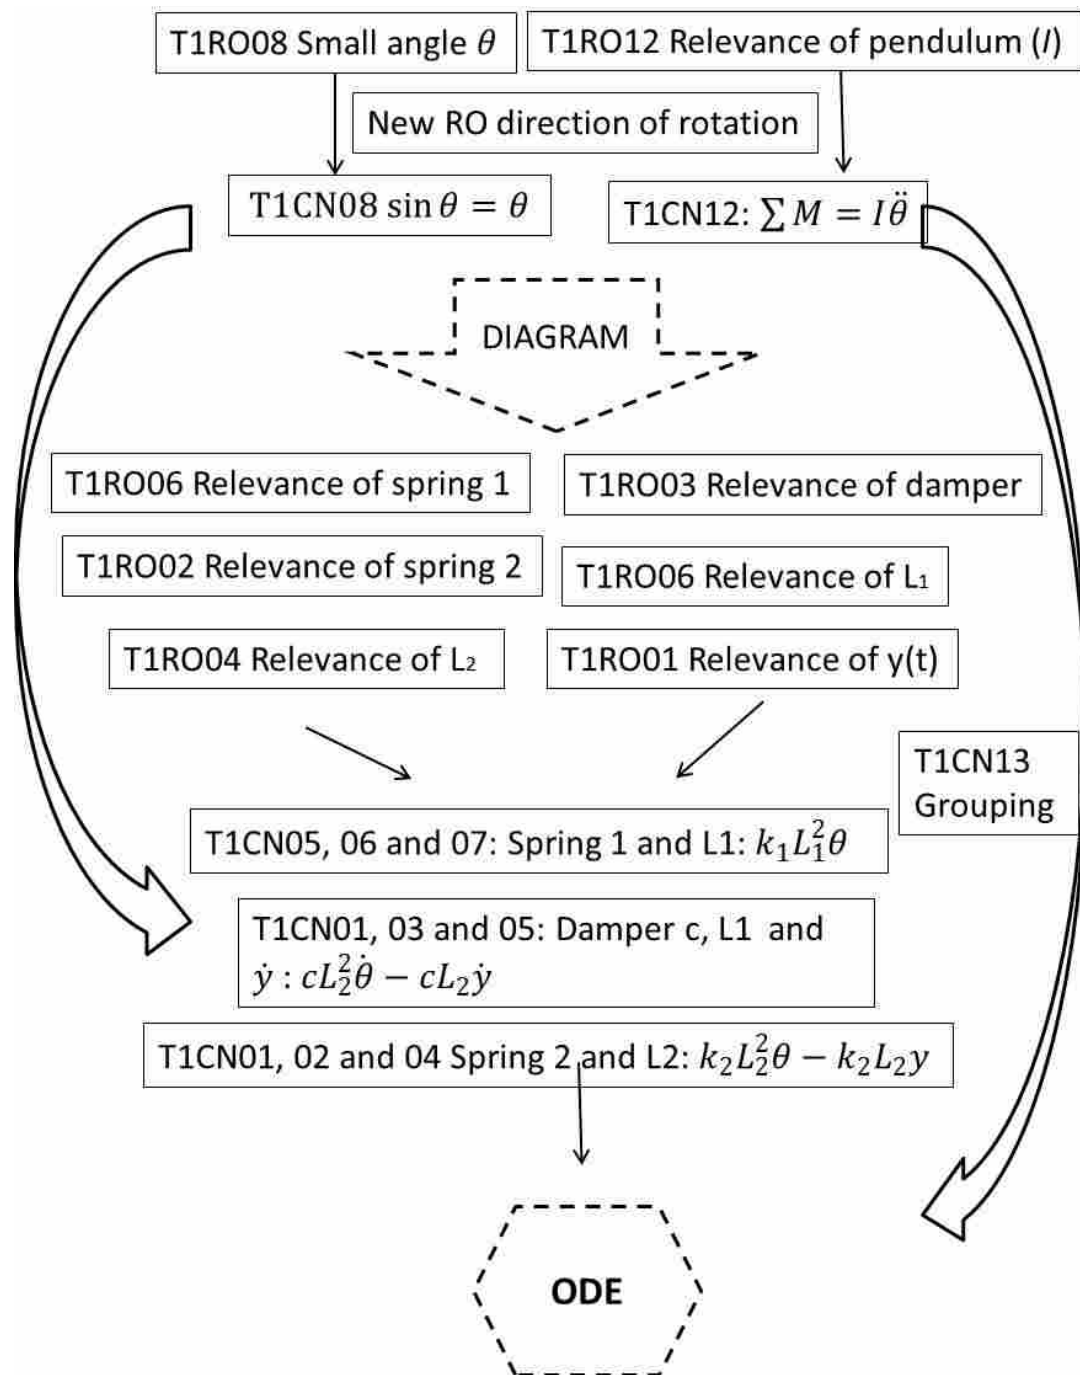 T1RO08 Small angle θ
T1RO12 Relevance of pendulum (I)
New RO direction of rotation
T1CN08 sin θ = θ
T1CN12: ∑ M = Iθ̈
DIAGRAM
T1RO06 Relevance of spring 1
T1RO03 Relevance of damper
T1RO02 Relevance of spring 2
T1RO06 Relevance of L₁
T1RO04 Relevance of L₂
T1RO01 Relevance of y(t)
T1CN13
Grouping
T1CN05, 06 and 07: Spring 1 and L1: k₁L₁²θ
T1CN01, 03 and 05: Damper c, L1 and
ẏ : cL₂²θ̇ − cL₂ẏ
T1CN01, 02 and 04 Spring 2 and L2: k₂L₂²θ − k₂L₂y
ODE